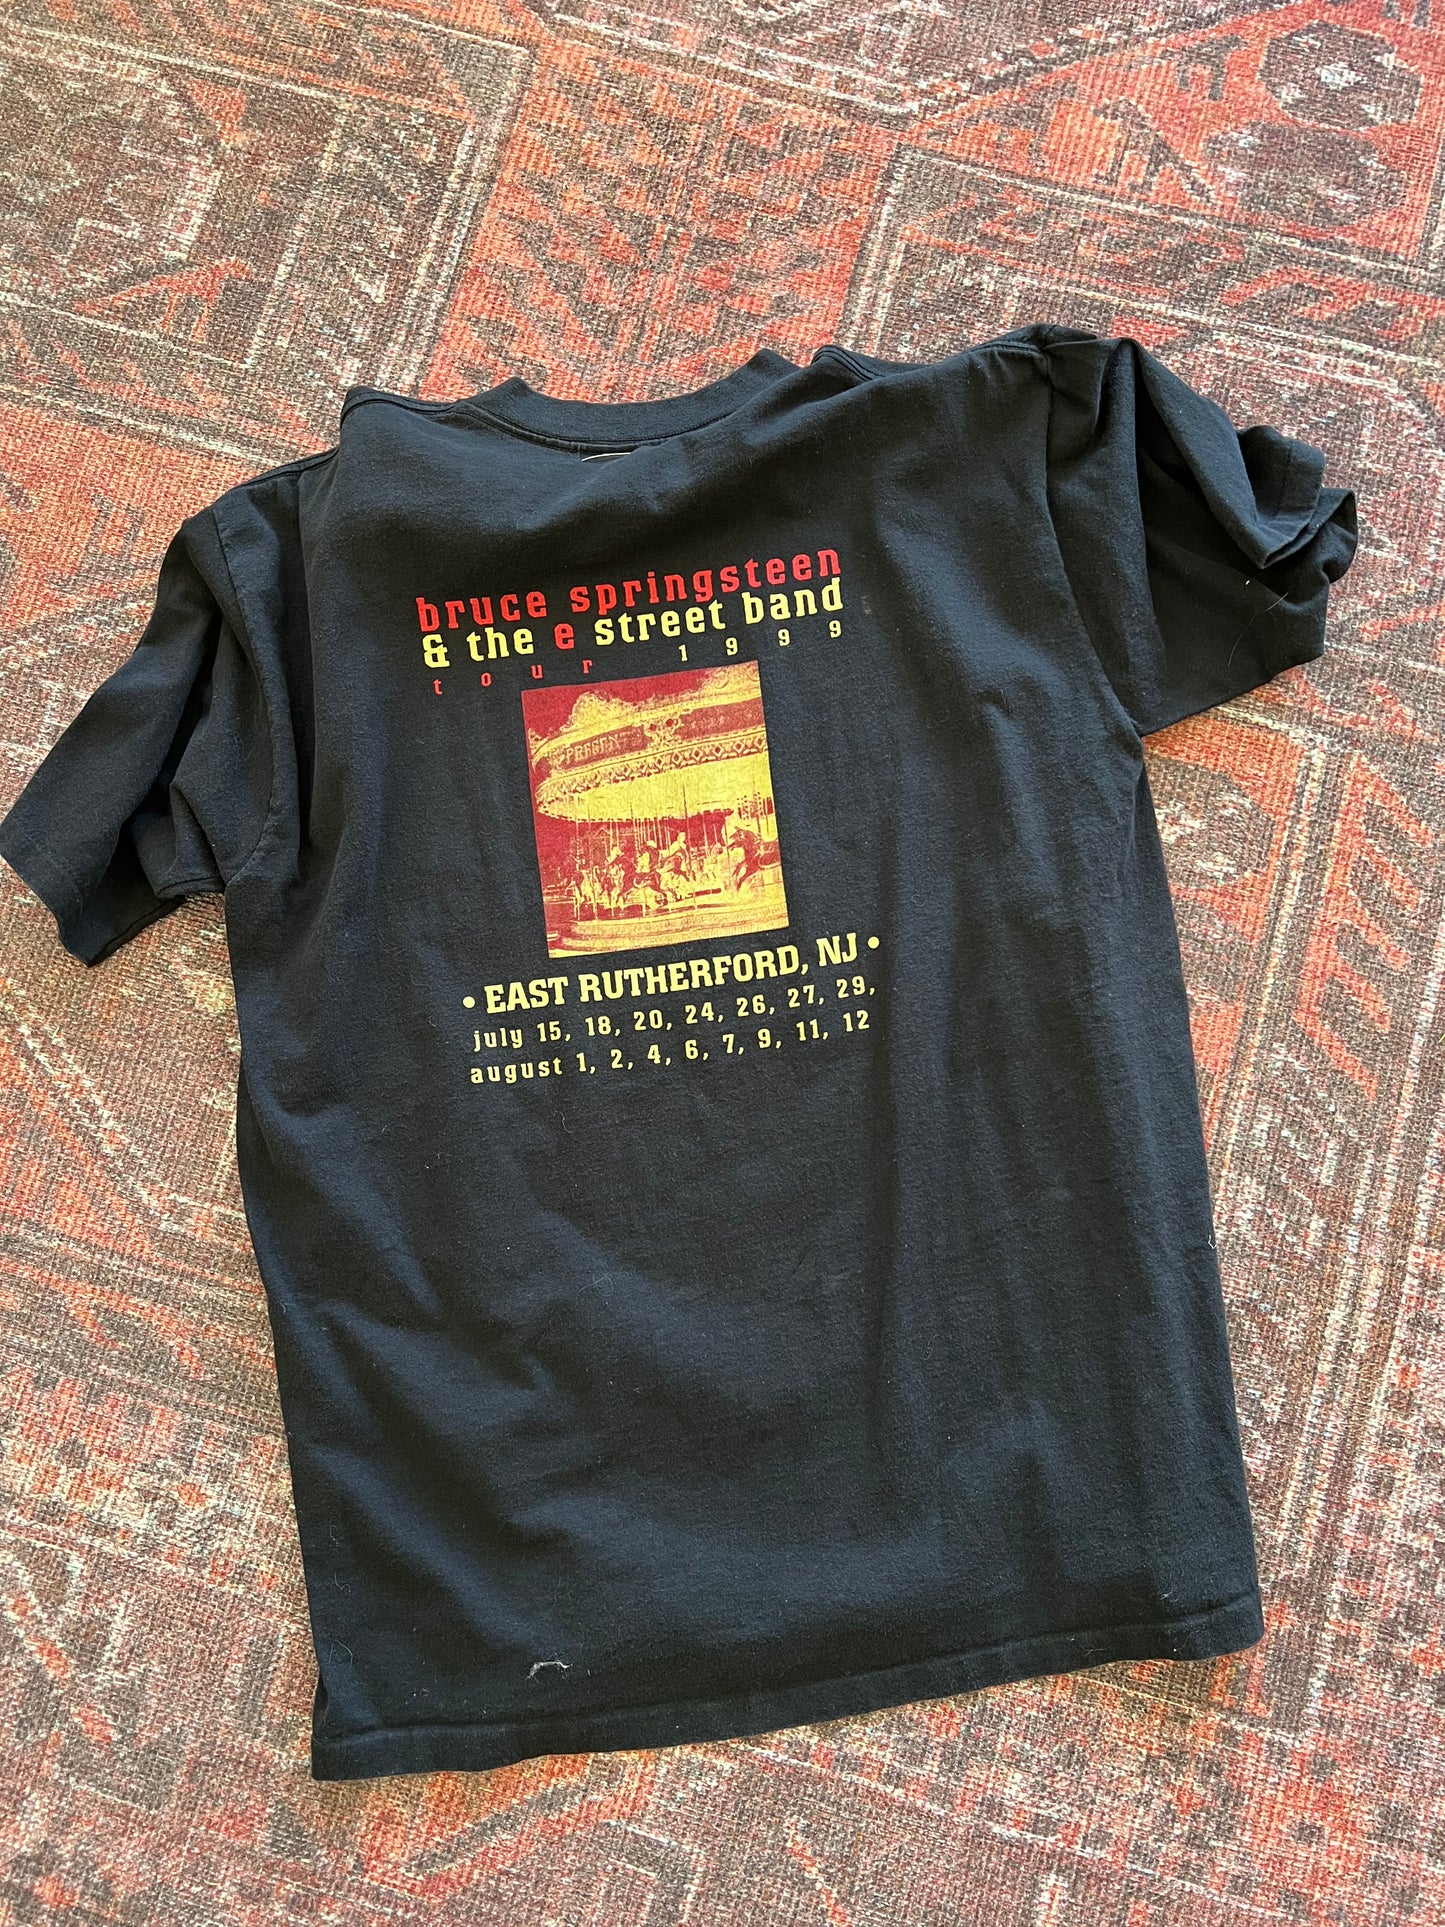 bruce springsteen
& the e street band
tour 1999
• EAST RUTHERFORD, NJ •
july 15, 18, 20, 24, 26, 27, 29,
august 1, 2, 4, 6, 7, 9, 11, 12